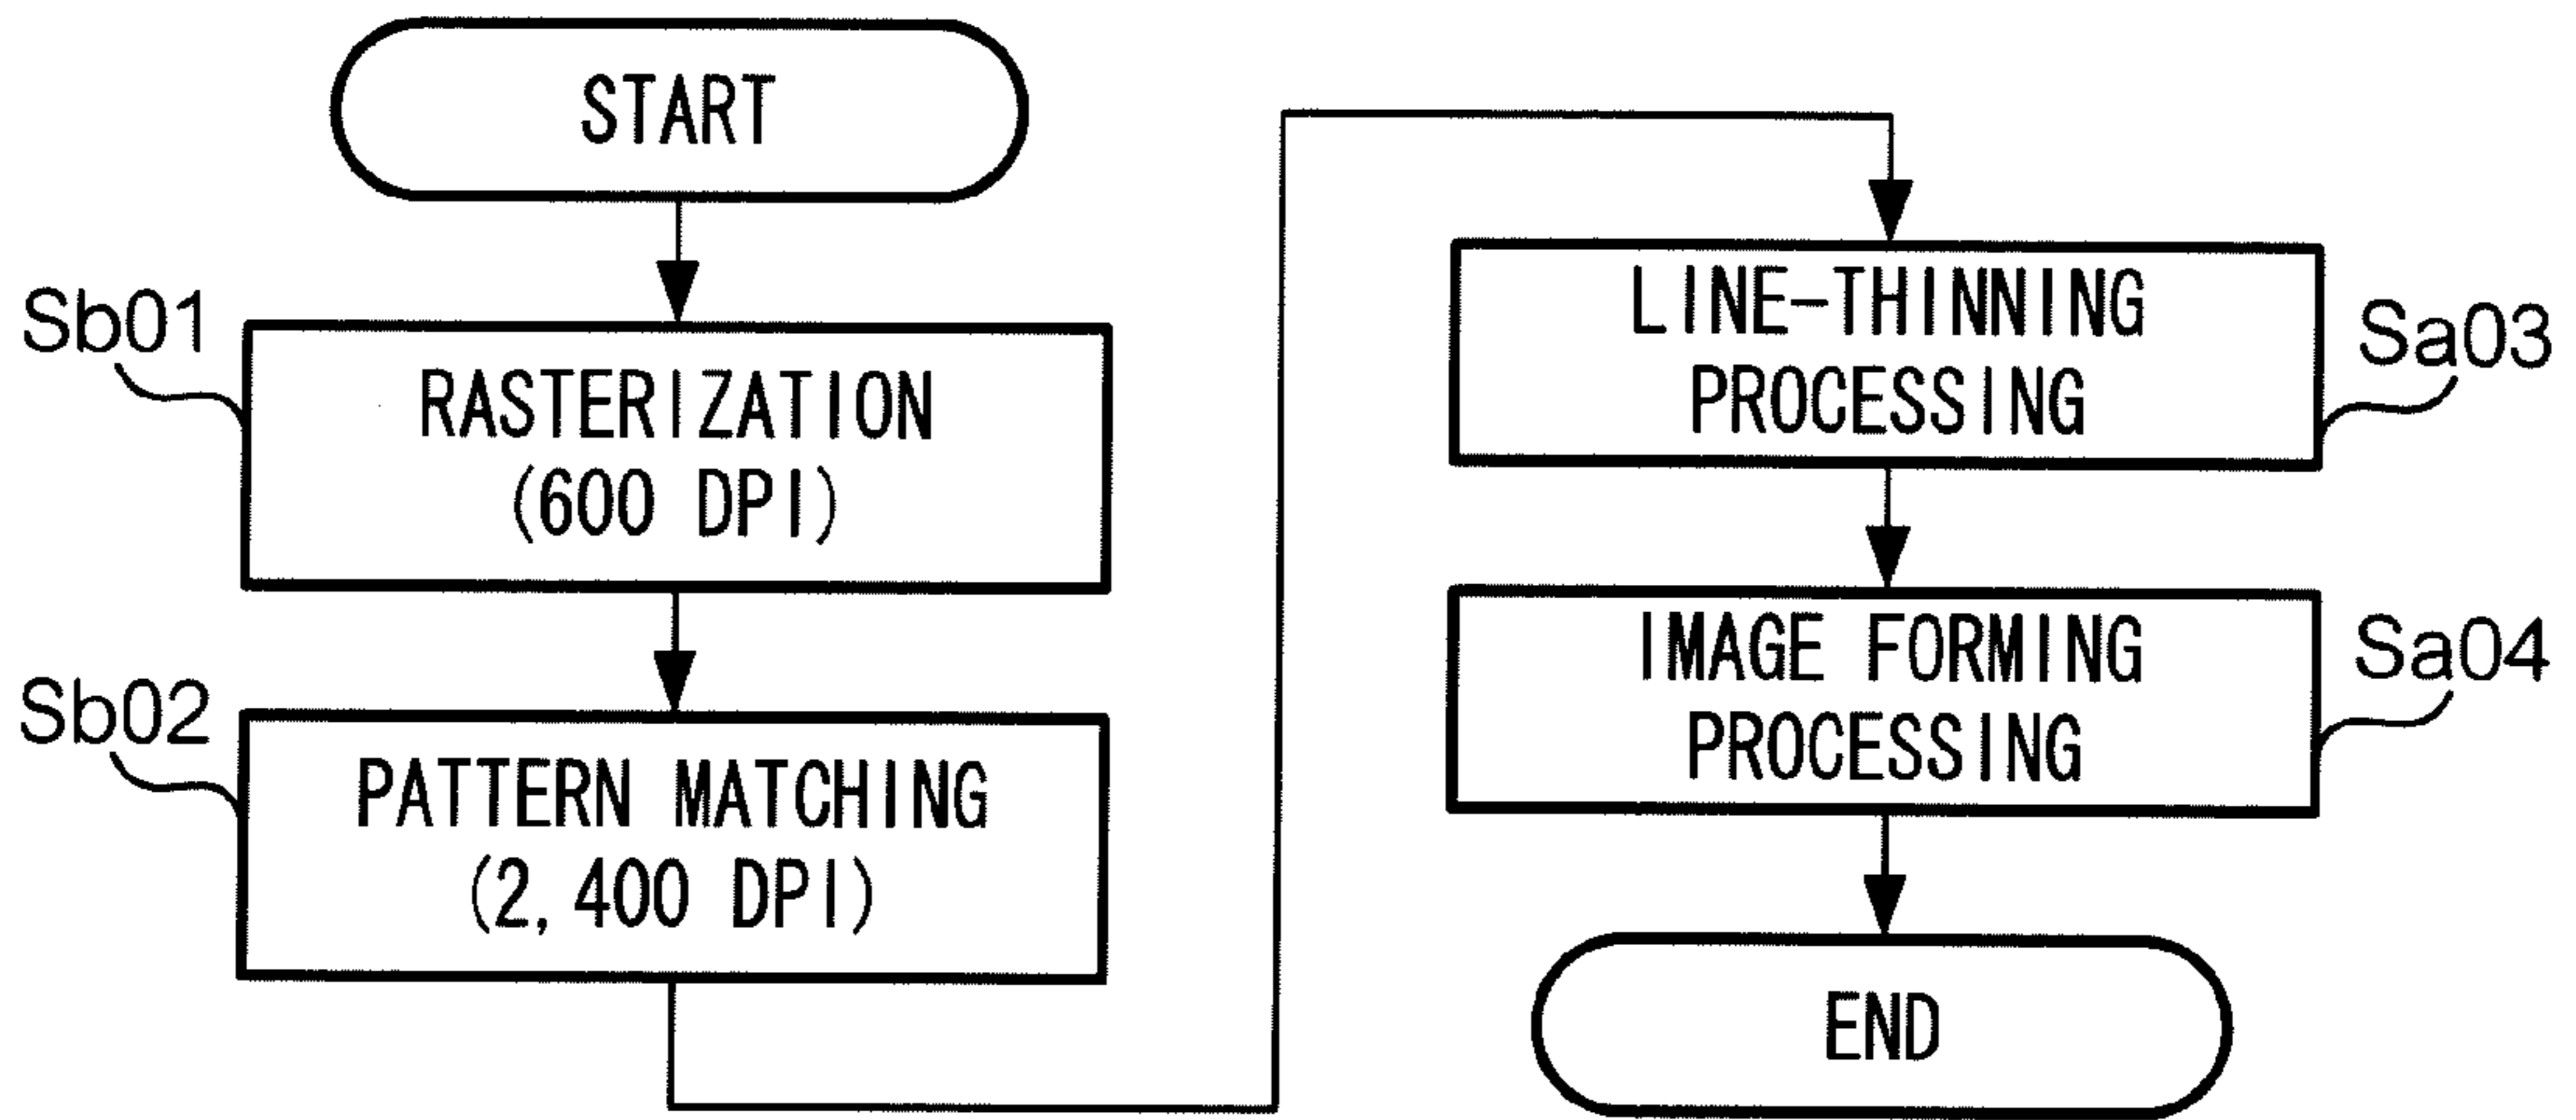 START
Sb01
RASTERIZATION
(600 DPI)
Sb02
PATTERN MATCHING
(2,400 DPI)
LINE-THINNING
PROCESSING
Sa03
IMAGE FORMING
PROCESSING
Sa04
END